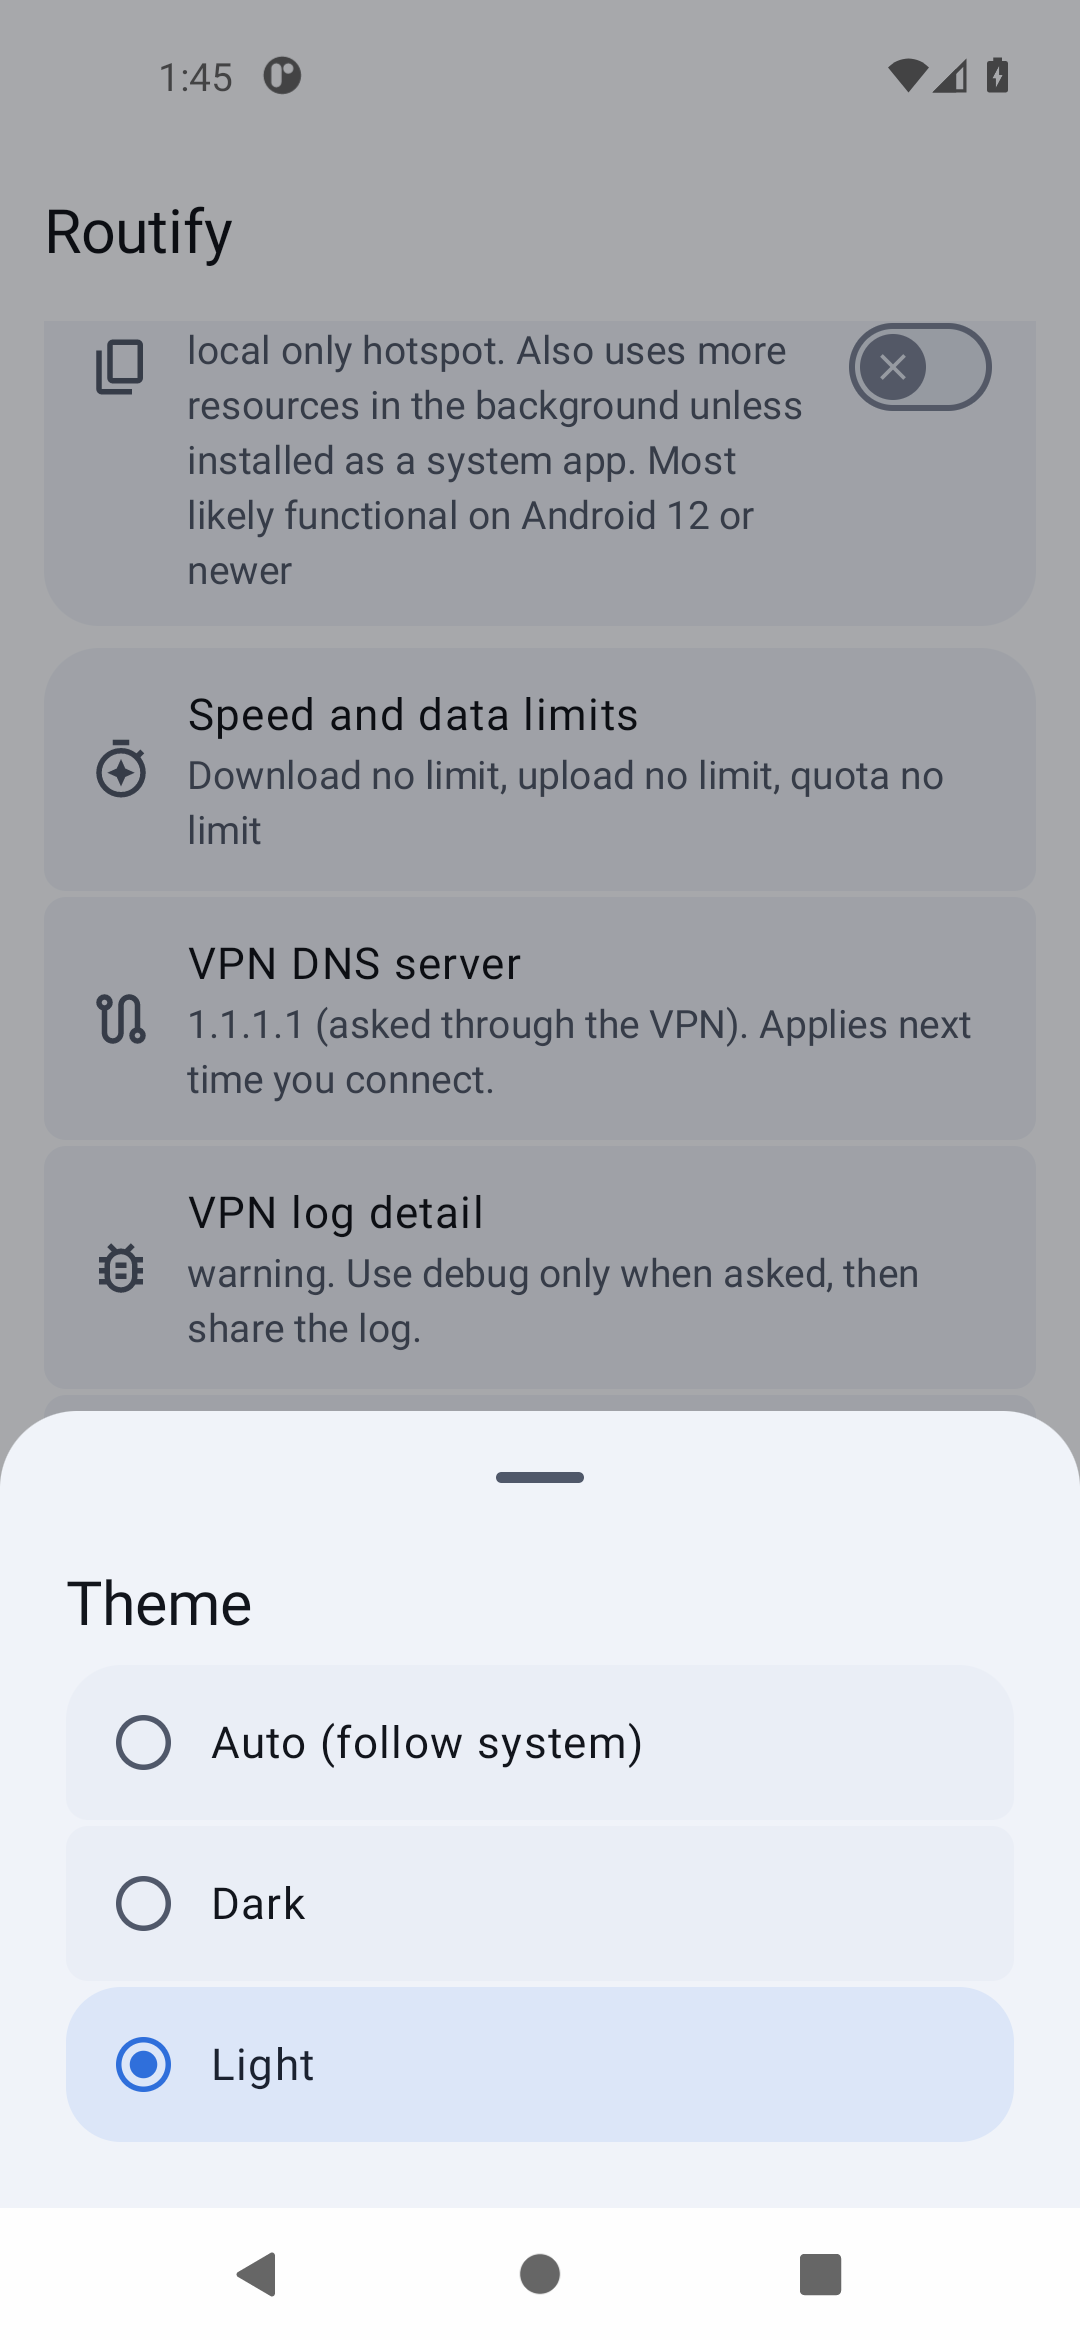 1:45
Routify
local only hotspot. Also uses more
resources in the background unless
installed as a system app. Most
likely functional on Android 12 or
newer
Speed and data limits
Download no limit, upload no limit, quota no
limit
VPN DNS server
1.1.1.1 (asked through the VPN). Applies next
time you connect.
VPN log detail
warning. Use debug only when asked, then
share the log.
Theme
Auto (follow system)
Dark
Light